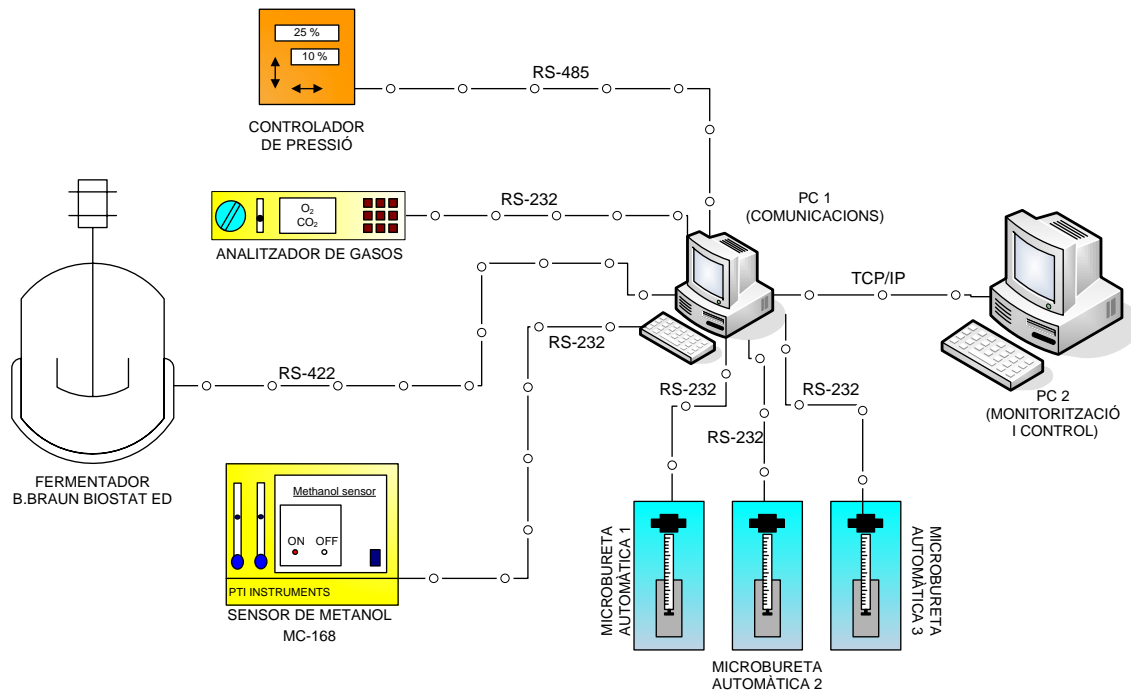 25 %
10 %
CONTROLADOR
DE PRESSIÓ
RS-485
O2
CO2
ANALITZADOR DE GASOS
RS-232
PC 1
(COMUNICACIONS)
TCP/IP
PC 2
(MONITORITZACIÓ
I CONTROL)
RS-422
FERMENTADOR
B.BRAUN BIOSTAT ED
RS-232
Methanol sensor
ON OFF
PTI INSTRUMENTS
SENSOR DE METANOL
MC-168
RS-232
RS-232
RS-232
MICROBURETA
AUTOMÀTICA 1
MICROBURETA
AUTOMÀTICA 2
MICROBURETA
AUTOMÀTICA 3